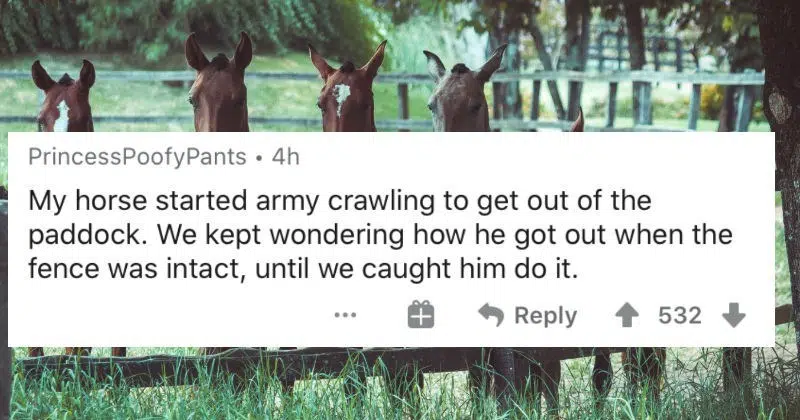 PrincessPoofyPants • 4h
My horse started army crawling to get out of the
paddock. We kept wondering how he got out when the
fence was intact, until we caught him do it.
... Reply 532